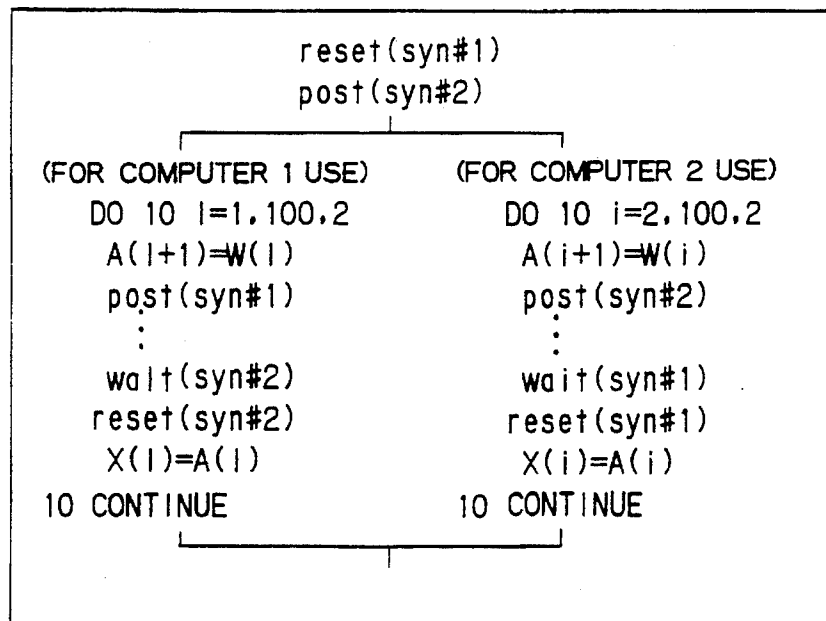 reset(syn#1)
post(syn#2)
(FOR COMPUTER 1 USE)
DO 10 I=1.100.2
A(I+1)=W(I)
post(syn#1)
wait(syn#2)
reset(syn#2)
X(I)=A(I)
10 CONTINUE
(FOR COMPUTER 2 USE)
DO 10 i=2.100.2
A(i+1)=W(i)
post(syn#2)
wait(syn#1)
reset(syn#1)
X(i)=A(i)
10 CONTINUE